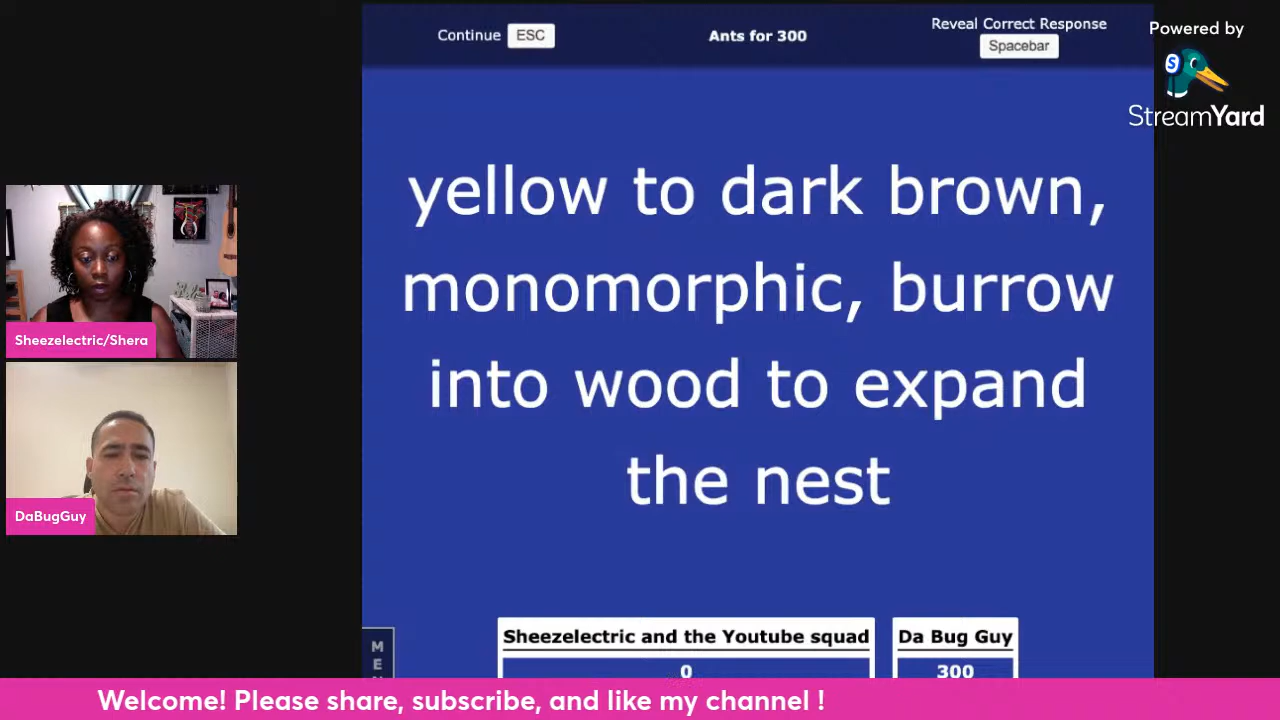 Continue ESC
Ants for 300
Reveal Correct Response
Spacebar
Powered by
S
StreamYard
yellow to dark brown,
monomorphic, burrow
into wood to expand
the nest
Sheezelectric/Shera
DaBugGuy
M
E
Sheezelectric and the Youtube squad
0
Da Bug Guy
300
Welcome! Please share, subscribe, and like my channel !